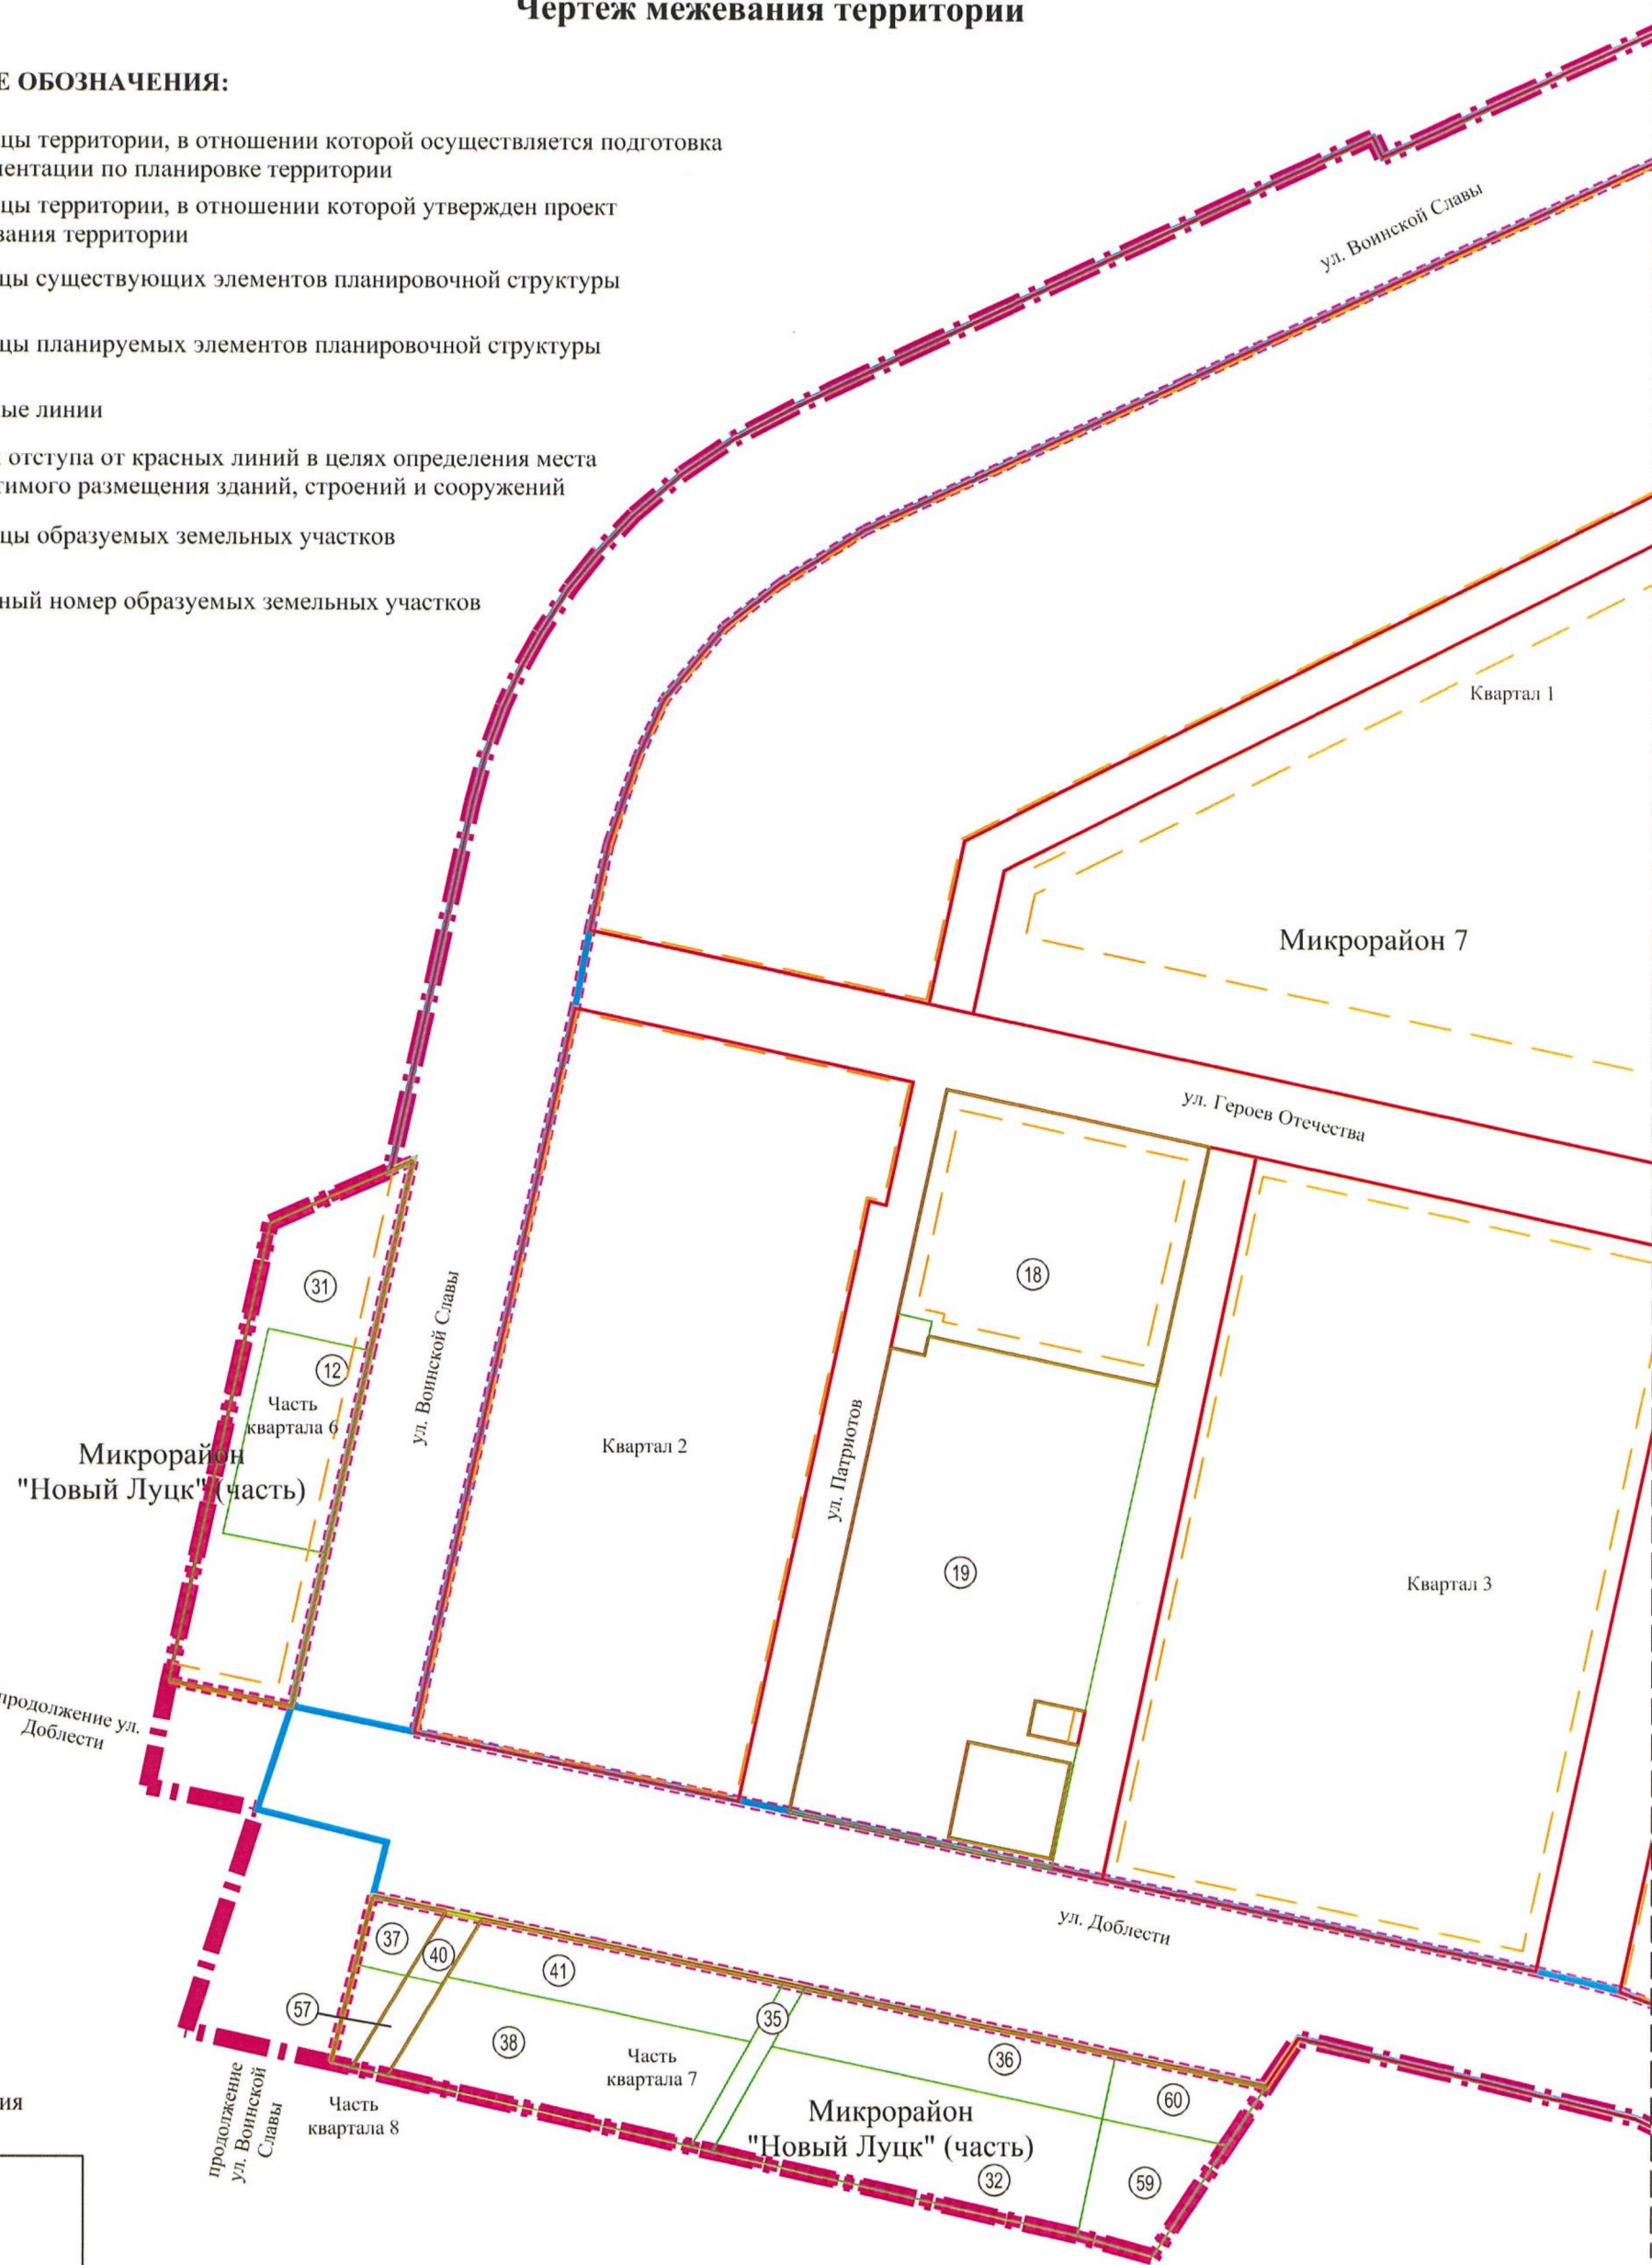 Чертеж межевания территории
Е ОБОЗНАЧЕНИЯ:
цы территории, в отношении которой осуществляется подготовка
ентации по планировке территории
цы территории, в отношении которой утвержден проект
вания территории
цы существующих элементов планировочной структуры
цы планируемых элементов планировочной структуры
ые линии
отступа от красных линий в целях определения места
тимого размещения зданий, строений и сооружений
цы образуемых земельных участков
ный номер образуемых земельных участков
ул. Воинской Славы
Квартал 1
Микрорайон 7
ул. Героев Отечества
18
31
12
Часть
квартала 6
ул. Воинской Славы
Микрорайон
"Новый Луцк" (часть)
Квартал 2
ул. Патриотов
19
Квартал 3
продолжение ул.
Доблести
ул. Доблести
37
40
41
57
38
35
36
60
Часть
квартала 7
Микрорайон
"Новый Луцк" (часть)
32
59
Часть
квартала 8
продолжение
ул. Воинской
Славы
ия